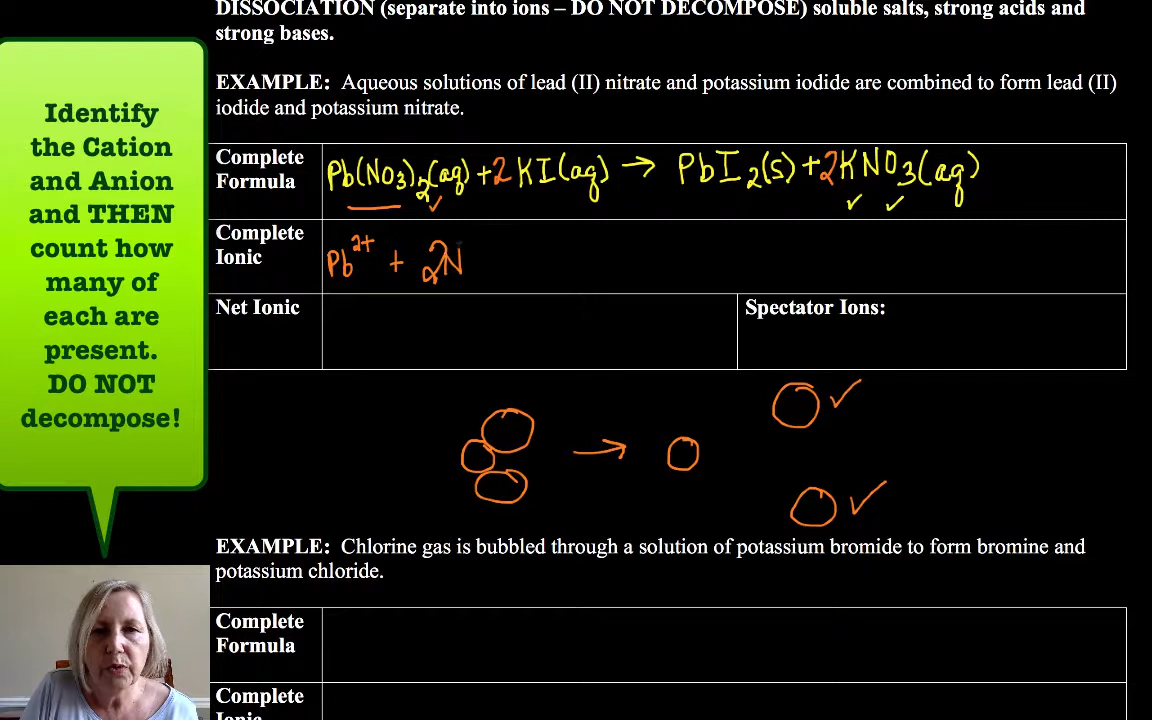 DISSOCIATION (separate into ions – DO NOT DECOMPOSE) soluble salts, strong acids and
strong bases.
Identify
the Cation
and Anion
and THEN
count how
many of
each are
present.
DO NOT
decompose!
EXAMPLE: Aqueous solutions of lead (II) nitrate and potassium iodide are combined to form lead (II)
iodide and potassium nitrate.
Complete
Formula
Pb(NO3)2(aq) + 2KI(aq) → PbI2(s) + 2KNO3(aq)
Complete
Ionic
Pb2+ + 2N
Net Ionic
Spectator Ions:
EXAMPLE: Chlorine gas is bubbled through a solution of potassium bromide to form bromine and
potassium chloride.
Complete
Formula
Complete
Ionic